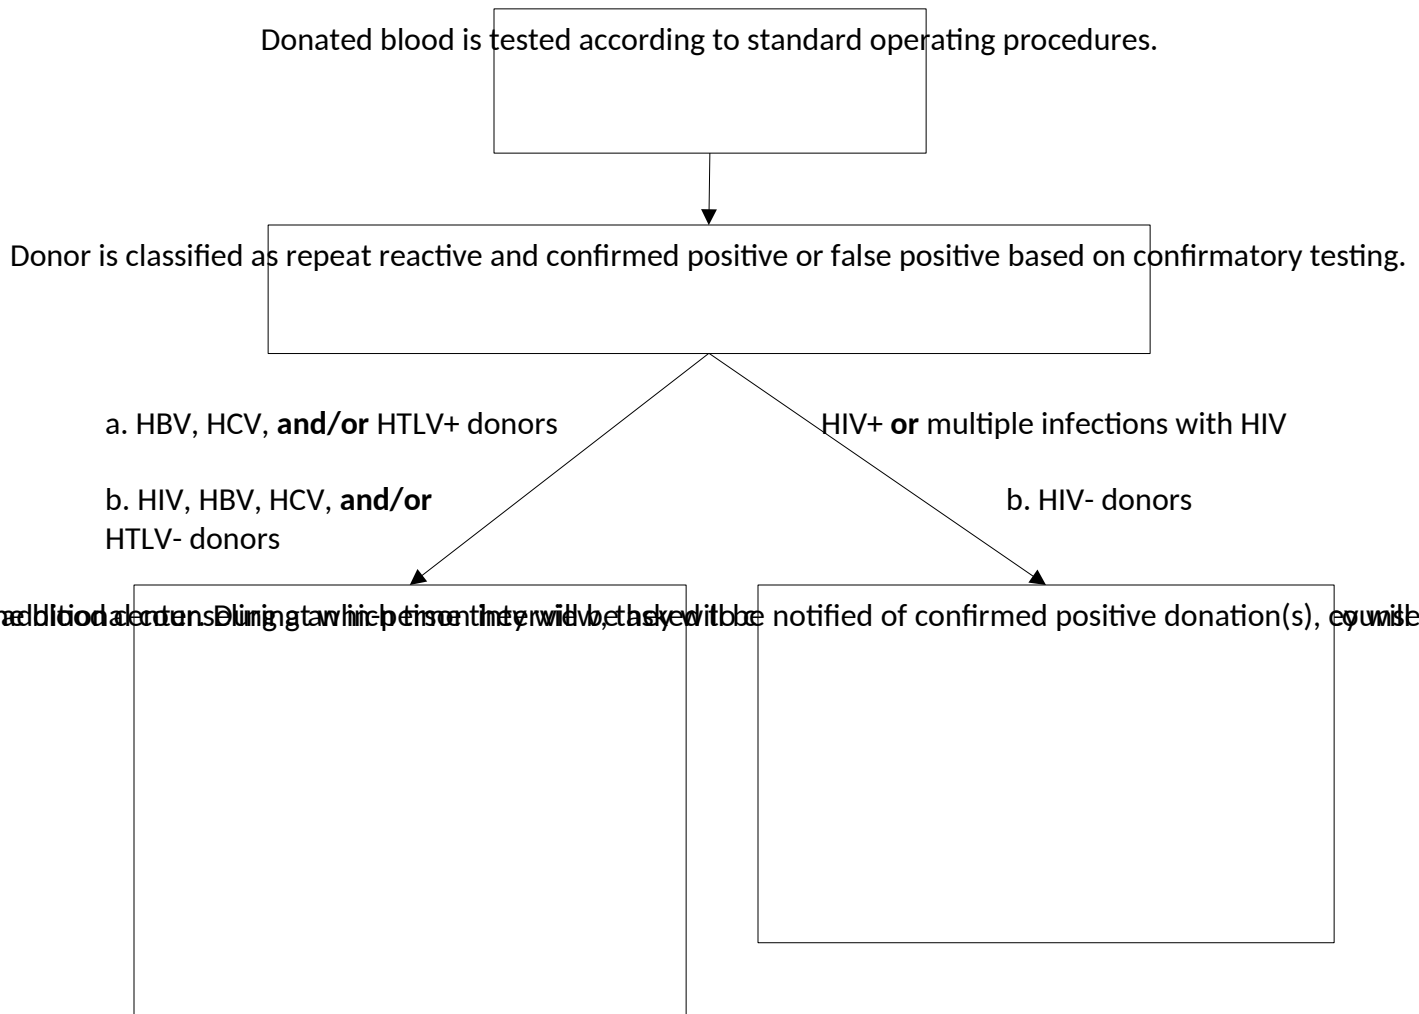 Donated blood is tested according to standard operating procedures.
Donor is classified as repeat reactive and confirmed positive or false positive based on confirmatory testing.
a. HBV, HCV, and/or HTLV+ donors
HIV+ or multiple infections with HIV
b. HIV, HBV, HCV, and/or
HTLV- donors
b. HIV- donors
be notified of confirmed positive donation(s),